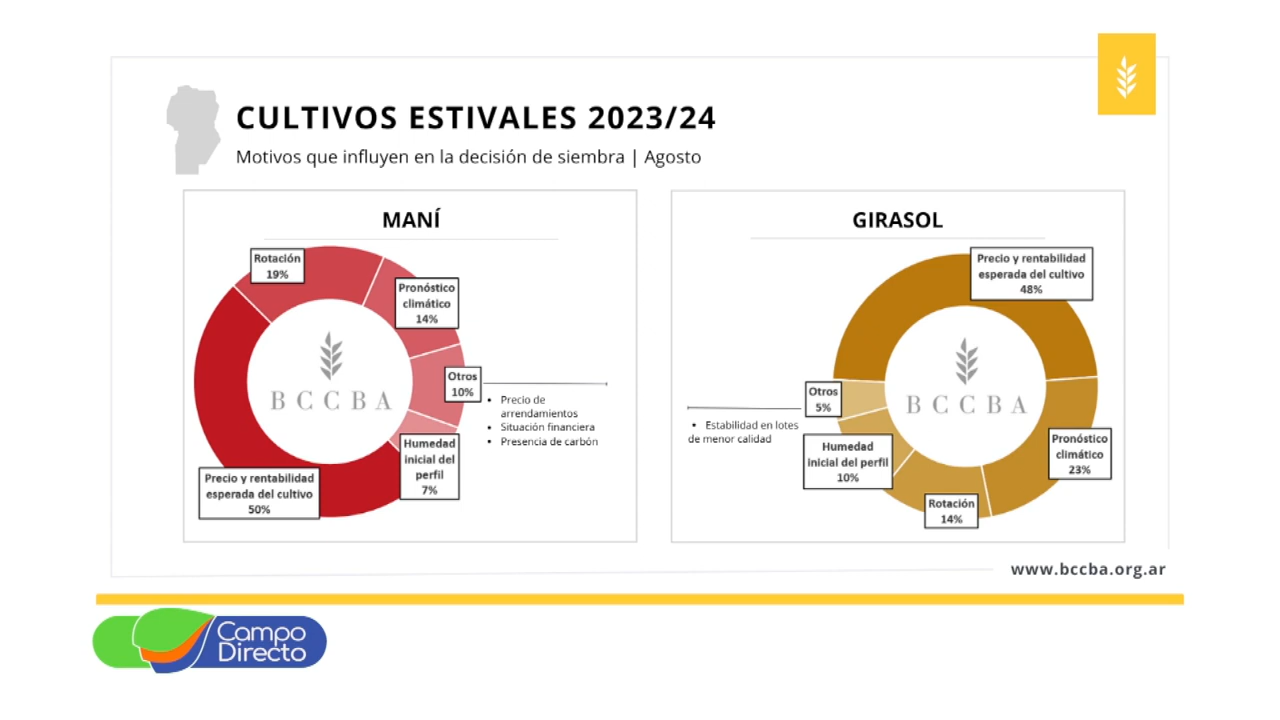 CULTIVOS ESTIVALES 2023/24
Motivos que influyen en la decisión de siembra | Agosto
MANÍ
Rotación
19%
Pronóstico
climático
14%
Otros
10%
• Precio de
arrendamientos
• Situación financiera
• Presencia de carbón
Humedad
inicial del
perfil
7%
Precio y rentabilidad
esperada del cultivo
50%
BCCBA
GIRASOL
Precio y rentabilidad
esperada del cultivo
48%
Otros
5%
• Estabilidad en lotes
de menor calidad
Humedad
inicial del perfil
10%
Rotación
14%
Pronóstico
climático
23%
BCCBA
www.bccba.org.ar
Campo
Directo